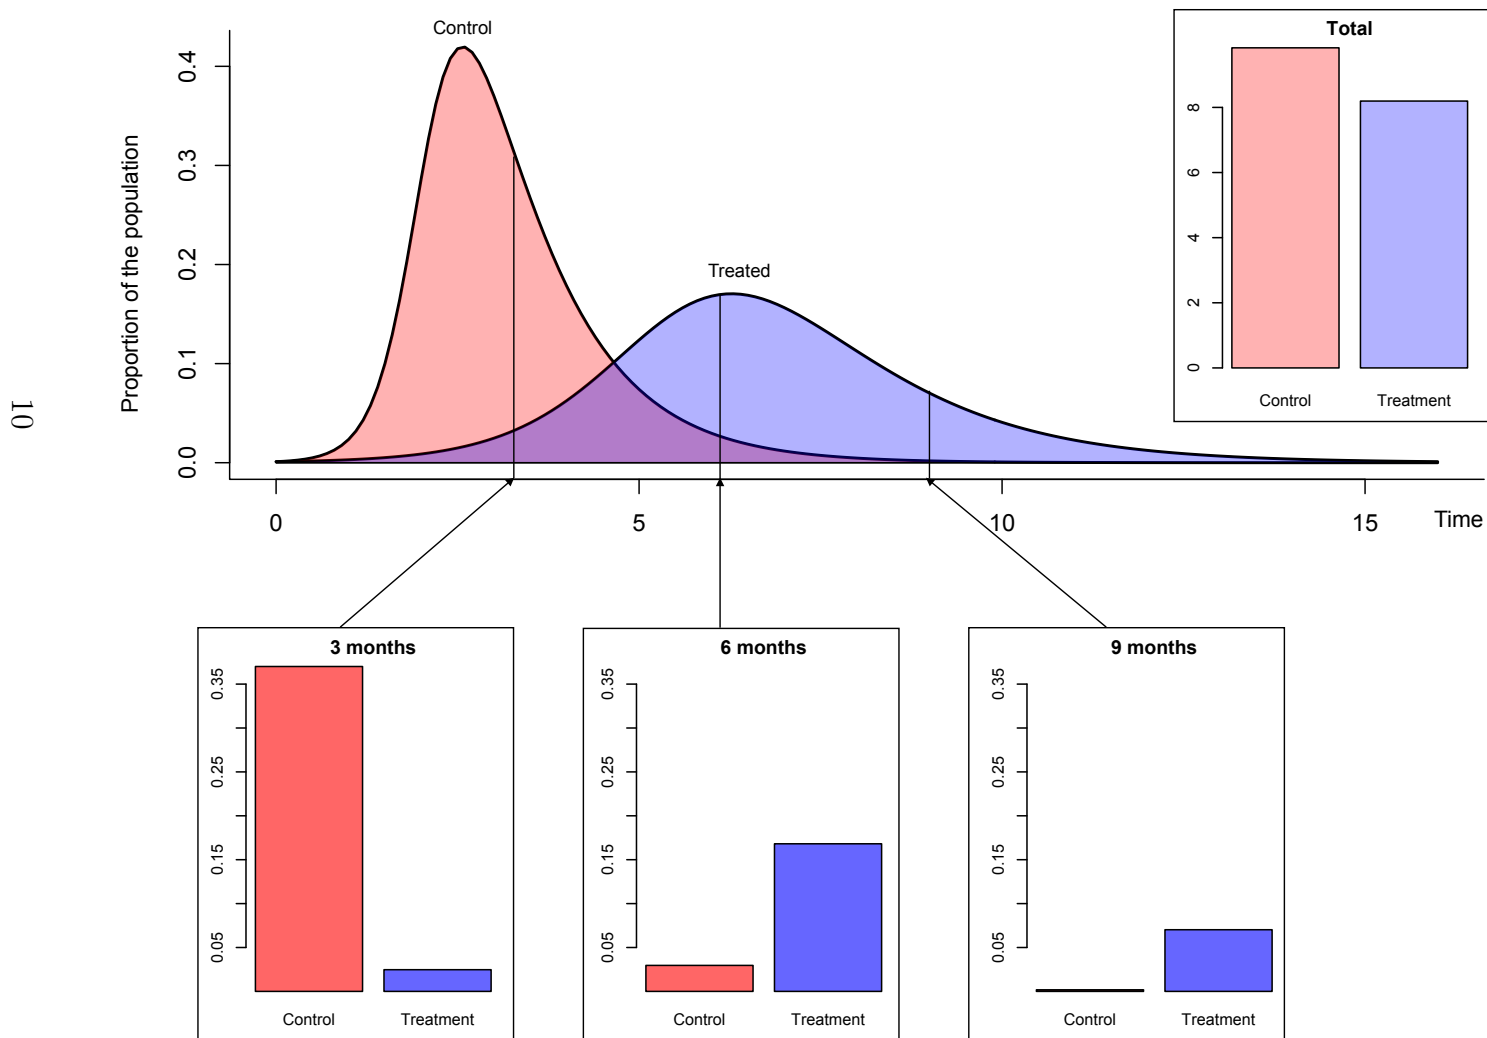 Control
Total
0.4
0.3
0.2
0.1
0.0
Proportion of the population
Treated
8
6
4
2
0
Control Treatment
10
0 5 10 15 Time
3 months
0.35
0.25
0.15
0.05
Control Treatment
6 months
0.35
0.25
0.15
0.05
Control Treatment
9 months
0.35
0.25
0.15
0.05
Control Treatment